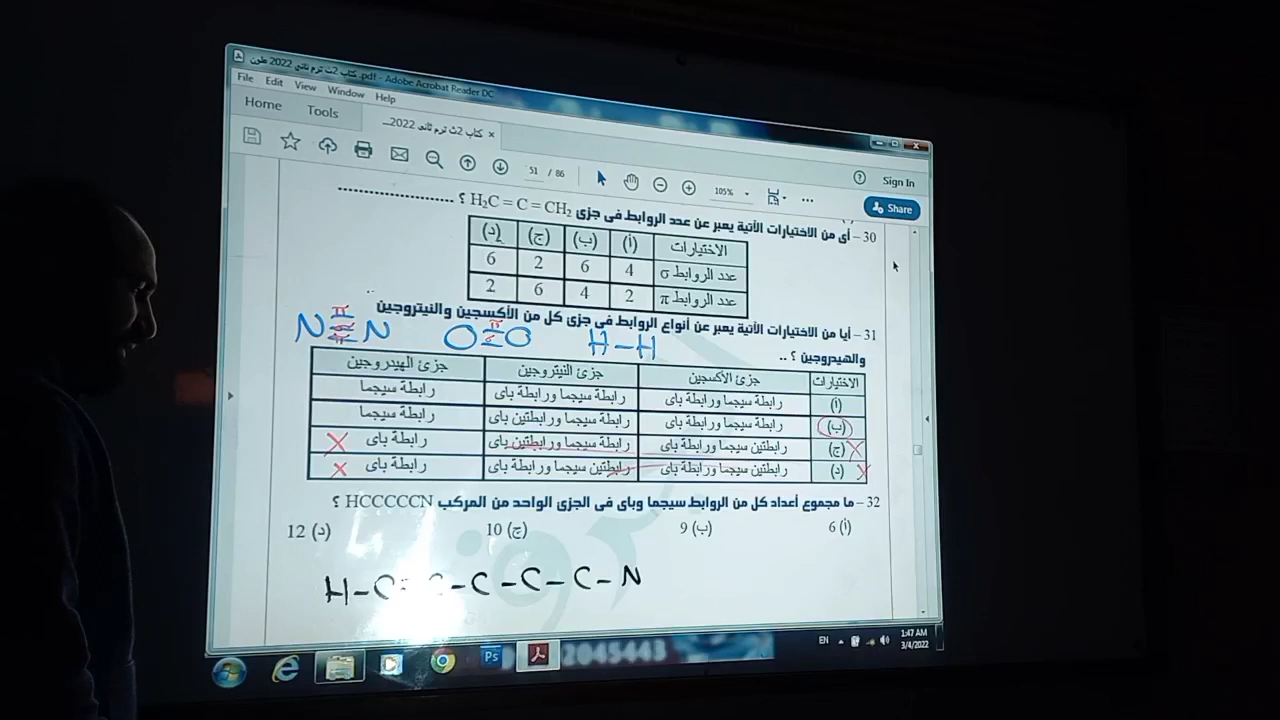 كتاب 2ث ترم ثاني 2022 علون.pdf - Adobe Acrobat Reader DC
File Edit View Window Help
Home Tools
كتاب 2ث ترم ثاني 2022... ×
51 / 86 105% Sign In
Share
30 – أى من الاختيارات الأتية يعبر عن عدد الروابط فى جزى H₂C = C = CH₂ ؟ ......................
الاختيارات (أ) (ب) (ج) (د)
عدد الروابط σ 4 6 2 6
عدد الروابط π 2 4 6 2
31 – أيا من الاختيارات الأتية يعبر عن أنواع الروابط فى جزى كل من الأكسجين والنيتروجين
N≡N O=O H-H
والهيدروجين ؟ ..
الاختيارات جزئ الأكسجين جزئ النيتروجين جزئ الهيدروجين
(أ) رابطة سيجما ورابطة باى رابطة سيجما ورابطة باى رابطة سيجما
(ب) رابطة سيجما ورابطة باى رابطة سيجما ورابطتين باى رابطة سيجما
(ج) رابطتين سيجما ورابطة باى رابطة سيجما ورابطتين باى رابطة باى
(د) رابطتين سيجما ورابطة باى رابطتين سيجما ورابطة باى رابطة باى
32 – ما مجموع أعداد كل من الروابط سيجما وباى فى الجزى الواحد من المركب HCCCCCN ؟
(أ) 6 (ب) 9 (ج) 10 (د) 12
H-C=C-C-C-C-N
EN 1:47 AM
3/4/2022
2045443